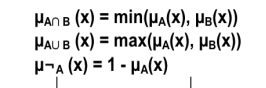 μA∩ B (x) = min(μA(x), μB(x))
μA∪ B (x) = max(μA(x), μB(x))
μ¬A (x) = 1 - μA(x)